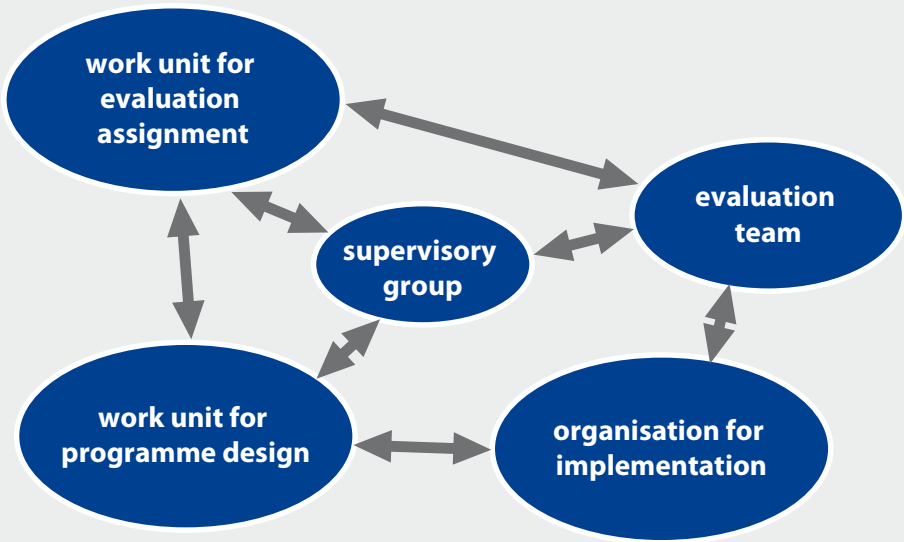 work unit for
evaluation
assignment
evaluation
team
supervisory
group
work unit for
programme design
organisation for
implementation